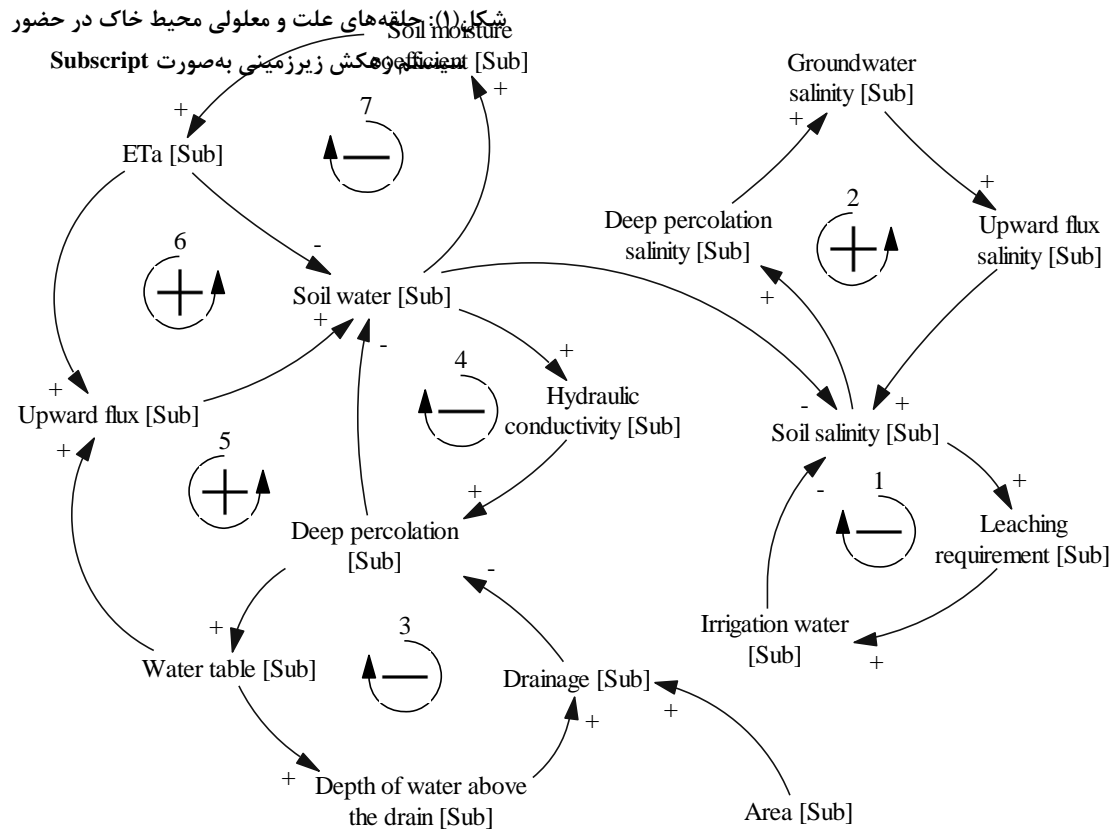 شکل(۱): حلقه‌های علت و معلولی محیط خاک در حضور
سیستم زهکش زیرزمینی به‌صورت Subscript
Soil moisture
coefficient [Sub]
+
+
7
ETa [Sub]
Groundwater
salinity [Sub]
+
+
2
Deep percolation
salinity [Sub]
Upward flux
salinity [Sub]
6
-
Soil water [Sub]
+
+
-
+
4
+
Upward flux [Sub]
+
Hydraulic
conductivity [Sub]
-
+
Soil salinity [Sub]
5
+
Deep percolation
[Sub]
-
+
1
Leaching
requirement [Sub]
-
+
3
Irrigation water
[Sub]
+
Water table [Sub]
Drainage [Sub]
+
+
+
Depth of water above
the drain [Sub]
Area [Sub]